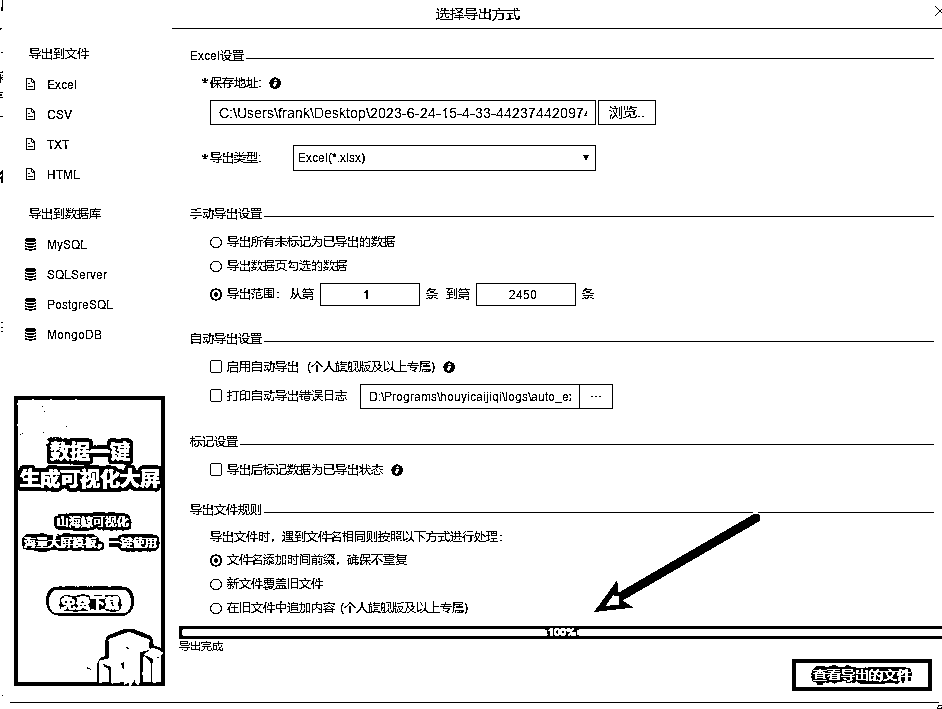 选择导出方式
导出到文件
Excel
CSV
TXT
HTML
导出到数据库
MySQL
SQLServer
PostgreSQL
MongoDB
数据一键
生成可视化大屏
山海鲸可视化
海量大屏模板，一键使用
免费下载
Excel设置
*保存地址:
C:\Users\frank\Desktop\2023-6-24-15-4-33-44237442097 浏览..
*导出类型: Excel(*.xlsx)
手动导出设置
导出所有未标记为已导出的数据
导出数据页勾选的数据
导出范围: 从第 1 条 到第 2450 条
自动导出设置
启用自动导出 (个人旗舰版及以上专属)
打印自动导出错误日志 D:\Programs\houyicaijiqi\logs\auto_e ...
标记设置
导出后标记数据为已导出状态
导出文件规则
导出文件时，遇到文件名相同则按照以下方式进行处理:
文件名添加时间前缀，确保不重复
新文件覆盖旧文件
在旧文件中追加内容 (个人旗舰版及以上专属)
100%
导出完成
查看导出的文件